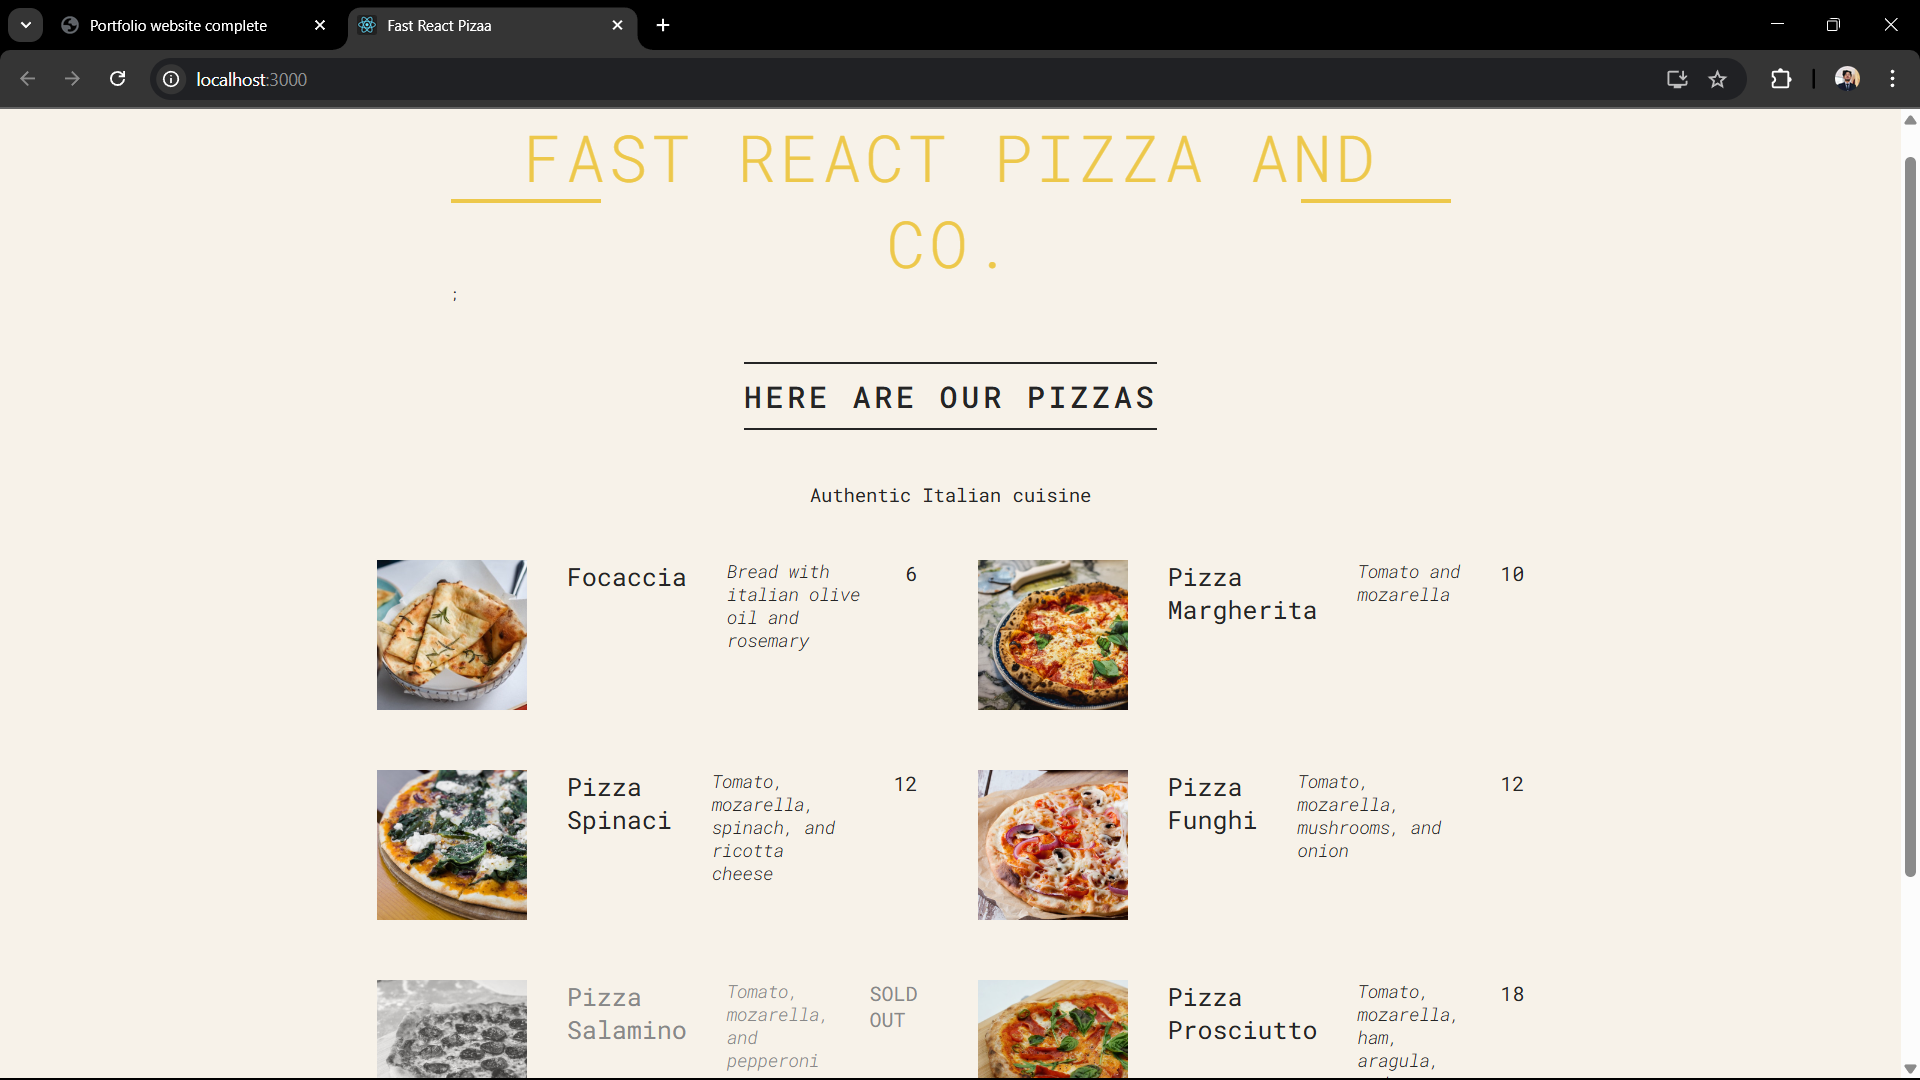 Portfolio website complete
Fast React Pizaa
localhost:3000
FAST REACT PIZZA AND
CO.
;
HERE ARE OUR PIZZAS
Authentic Italian cuisine
Focaccia
Bread with
italian olive
oil and
rosemary
6
Pizza
Margherita
Tomato and
mozarella
10
Pizza
Spinaci
Tomato,
mozarella,
spinach, and
ricotta
cheese
12
Pizza
Funghi
Tomato,
mozarella,
mushrooms, and
onion
12
Pizza
Salamino
Tomato,
mozarella,
and
pepperoni
SOLD
OUT
Pizza
Prosciutto
Tomato,
mozarella,
ham,
aragula,
18